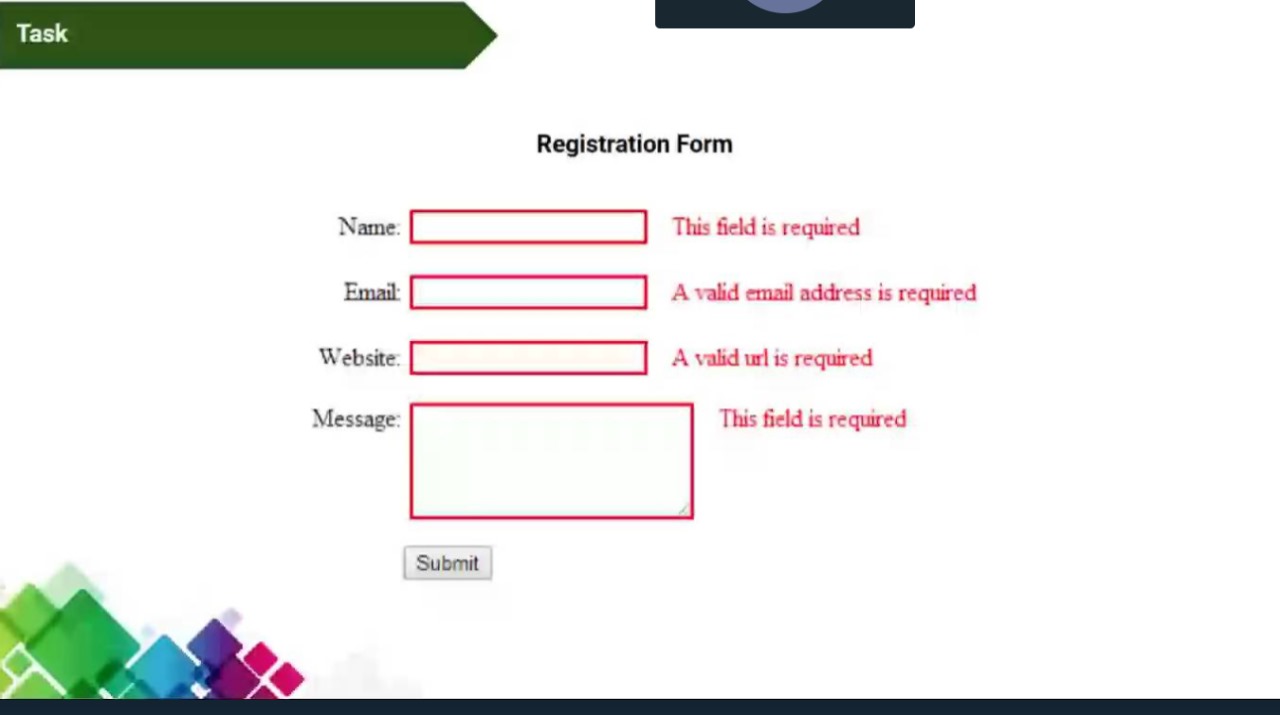 Task
Registration Form
Name: This field is required
Email: A valid email address is required
Website: A valid url is required
Message: This field is required
Submit